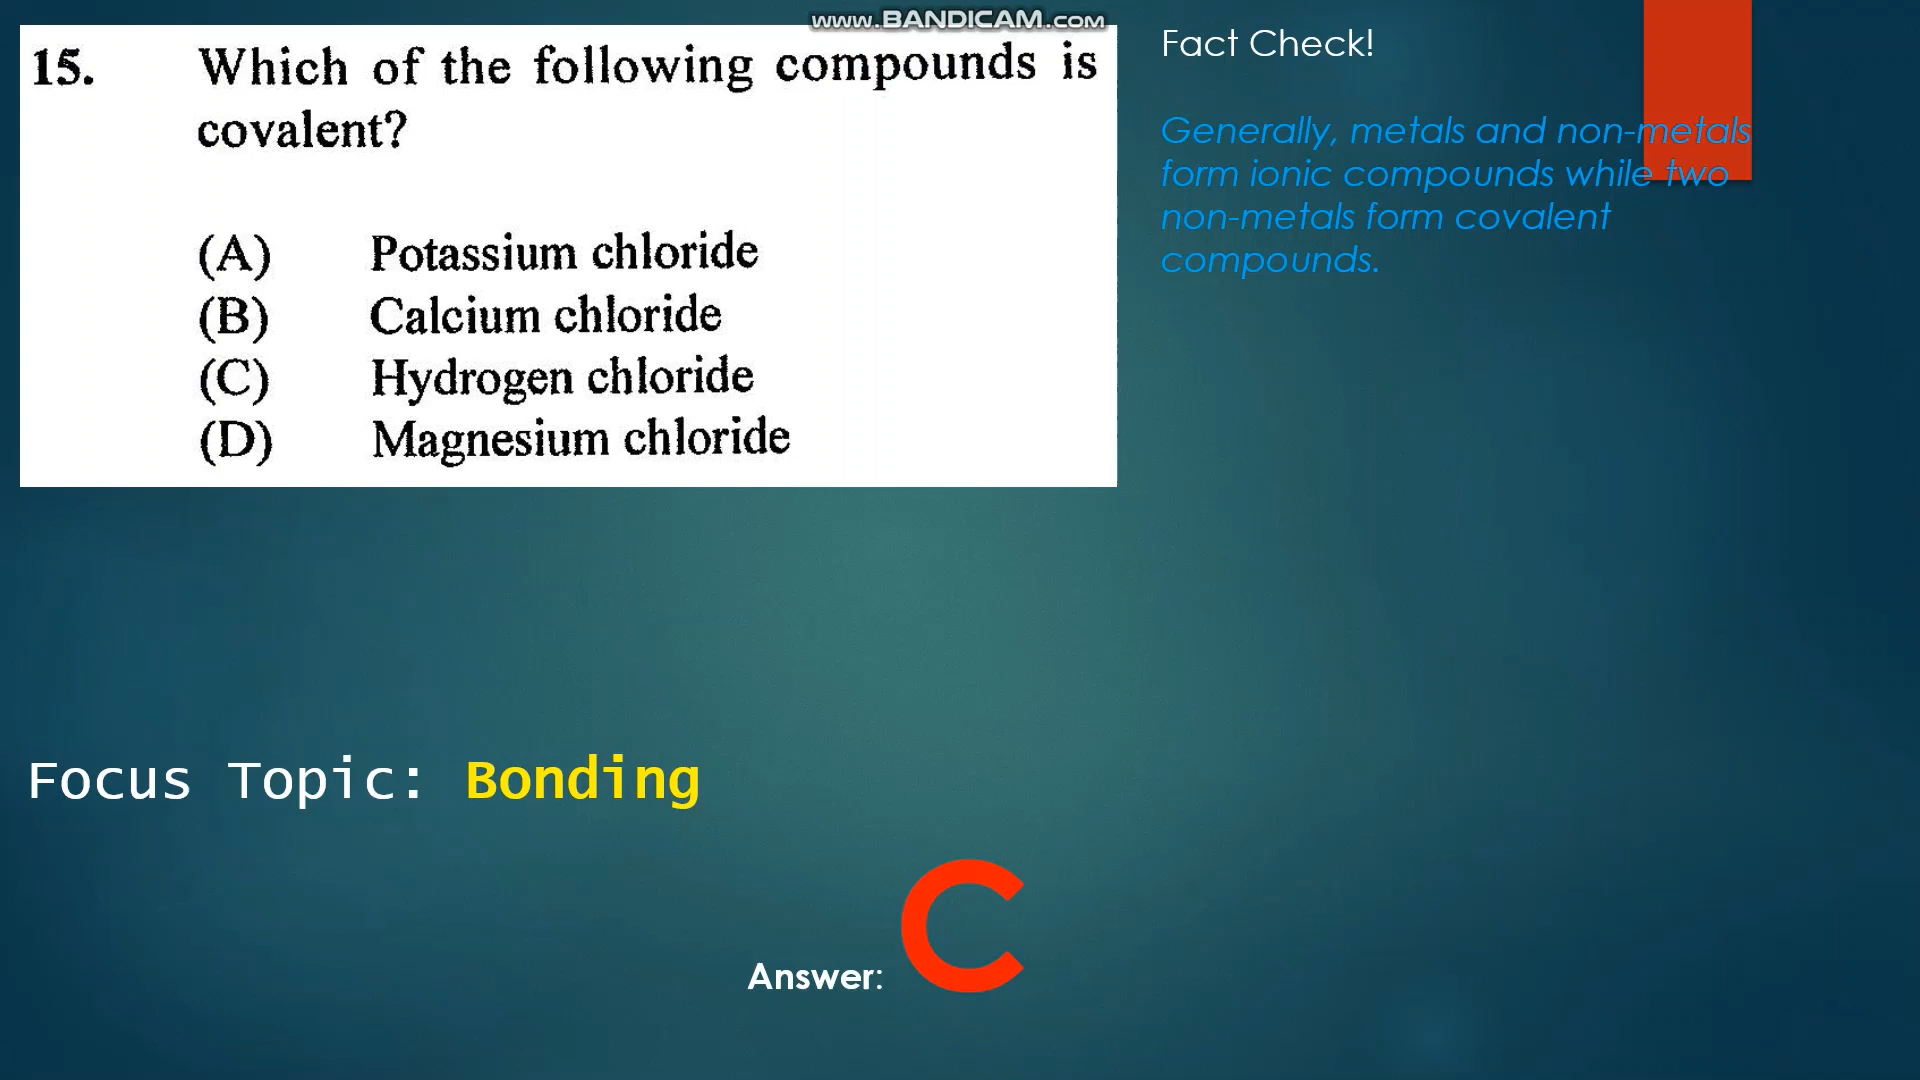 www.BANDICAM.com
15. Which of the following compounds is
covalent?
(A) Potassium chloride
(B) Calcium chloride
(C) Hydrogen chloride
(D) Magnesium chloride
Fact Check!
Generally, metals and non-metals
form ionic compounds while two
non-metals form covalent
compounds.
Focus Topic: Bonding
Answer: C